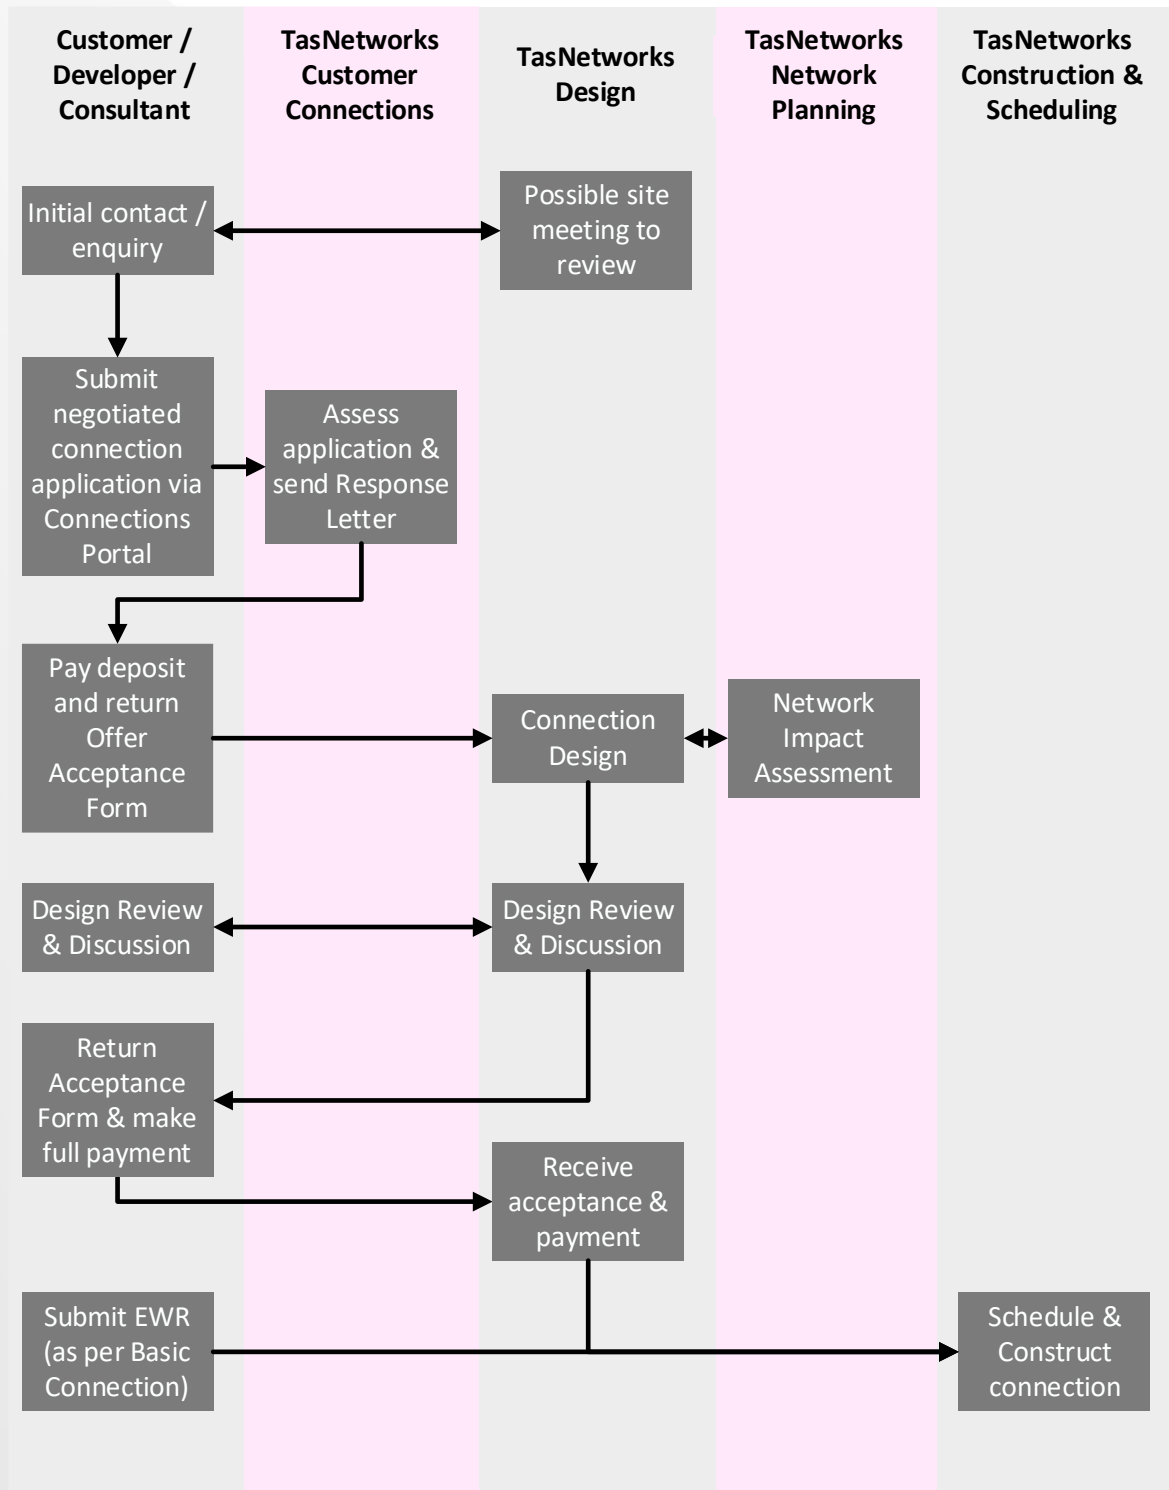 Customer /
Developer /
Consultant
TasNetworks
Customer
Connections
TasNetworks
Design
TasNetworks
Network
Planning
TasNetworks
Construction &
Scheduling
Initial contact /
enquiry
Possible site
meeting to
review
Submit
negotiated
connection
application via
Connections
Portal
Assess
application &
send Response
Letter
Pay deposit
and return
Offer
Acceptance
Form
Connection
Design
Network
Impact
Assessment
Design Review
& Discussion
Design Review
& Discussion
Return
Acceptance
Form & make
full payment
Receive
acceptance &
payment
Submit EWR
(as per Basic
Connection)
Schedule &
Construct
connection